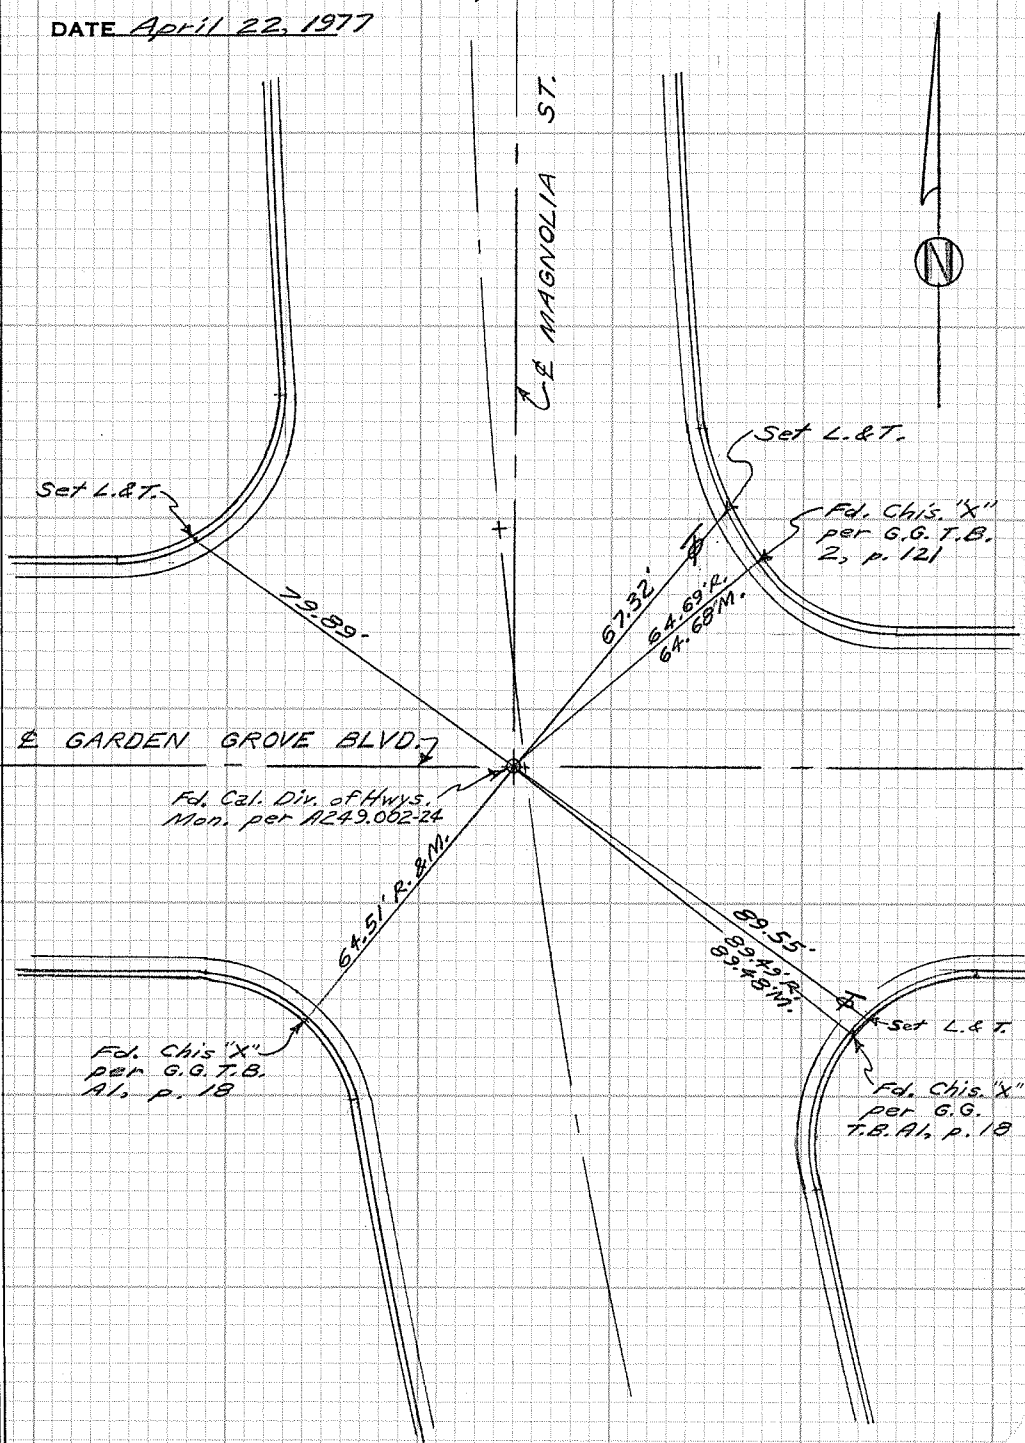 DATE April 22, 1977
℄ MAGNOLIA ST.
N
Set L.&T.
Set L.&T.
Fd. Chis. "X"
per G.G. T.B.
2, p. 121
79.89'
67.32'
64.69' R.
64.68' M.
℄ GARDEN GROVE BLVD.
Fd. Cal. Div. of Hwys.
Mon. per A249.002-24
64.51' R. & M.
89.55'
89.49' R.
89.48' M.
Set L. & T.
Fd. Chis "X"
per G.G. T.B.
A1, p. 18
Fd. Chis. "X"
per G.G.
T.B. A1, p. 18